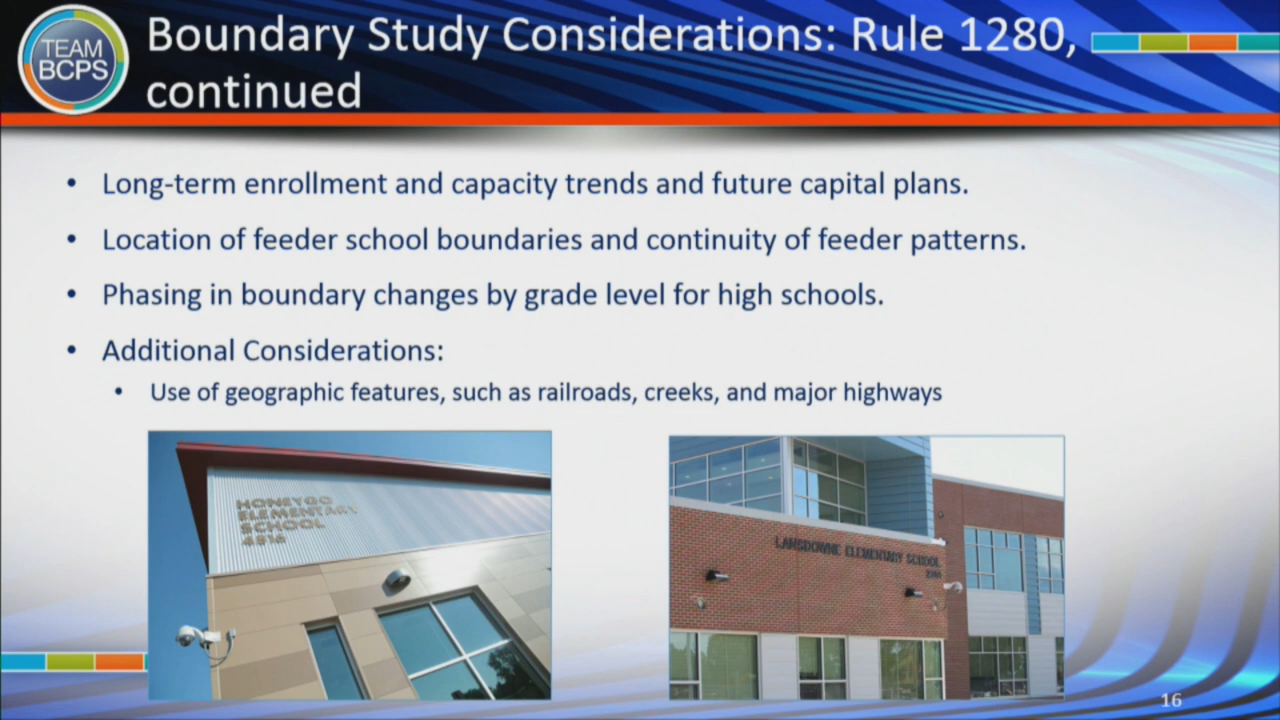 TEAM
BCPS
Boundary Study Considerations: Rule 1280,
continued
• Long-term enrollment and capacity trends and future capital plans.
• Location of feeder school boundaries and continuity of feeder patterns.
• Phasing in boundary changes by grade level for high schools.
• Additional Considerations:
• Use of geographic features, such as railroads, creeks, and major highways
HONEYGO
ELEMENTARY
SCHOOL
4816
LANSDOWNE ELEMENTARY SCHOOL
16